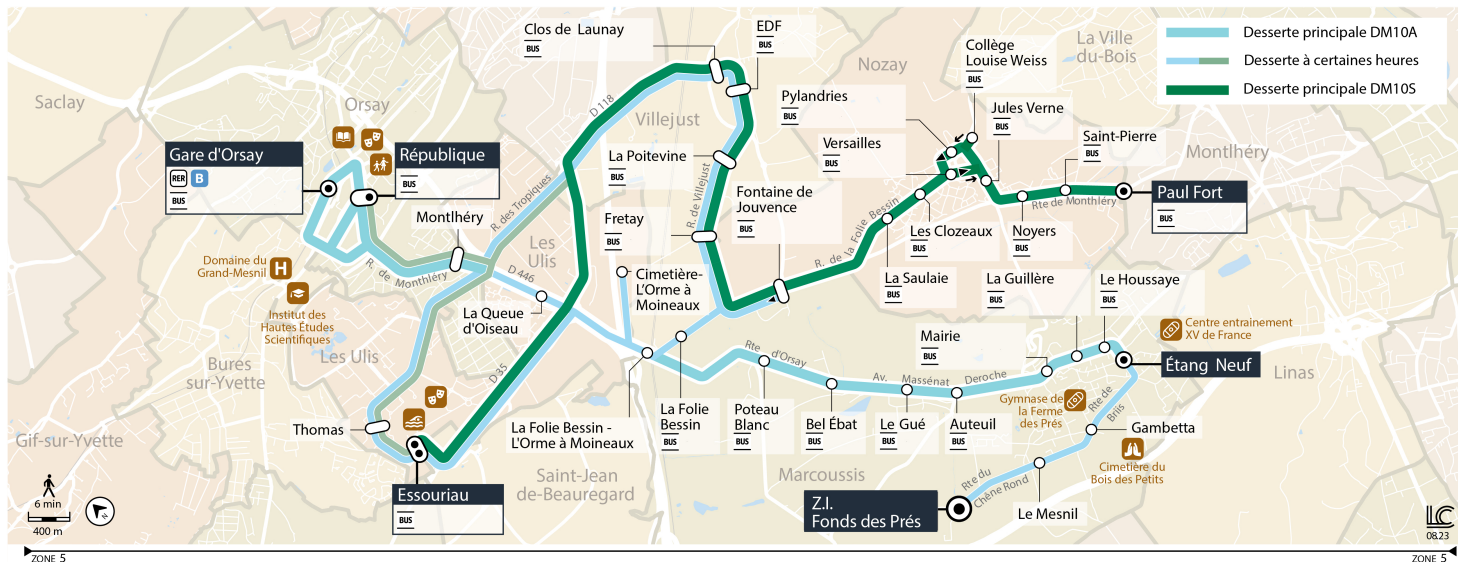 Desserte principale DM10A
Desserte à certaines heures
Desserte principale DM10S
Clos de Launay
BUS
EDF
BUS
Nozay
La Ville
du-Bois
Collège
Louise Weiss
BUS
Saclay
Orsay
D 118
Villejust
Pylandries
BUS
Jules Verne
BUS
Versailles
BUS
Saint-Pierre
BUS
Montlhéry
Gare d'Orsay
RER B
BUS
République
BUS
La Poitevine
BUS
R. des Tropiques
R. de Villejust
Fontaine de
Jouvence
BUS
Paul Fort
BUS
Rte de Monthléry
Montlhéry
Fretay
BUS
Les
Ulis
R. de la Folie Bessin
Les Clozeaux
BUS
Noyers
BUS
Domaine du
Grand-Mesnil
H
R. de Monthléry
D 446
Cimetière-
L'Orme à
Moineaux
La Saulaie
BUS
La Guillère
BUS
Le Houssaye
BUS
Institut des
Hautes Études
Scientifiques
La Queue
d'Oiseau
Mairie
BUS
Centre entrainement
XV de France
Les Ulis
Bures
sur-Yvette
D 35
Rte d'Orsay
Av. Massénat Deroche
Étang Neuf
Linas
Gymnase de
la Ferme
des Prés
Rte de
Briis
La Folie Bessin -
L'Orme à Moineaux
La Folie
Bessin
BUS
Poteau
Blanc
BUS
Bel Ébat
BUS
Le Gué
BUS
Auteuil
BUS
Gambetta
Thomas
Gif-sur-Yvette
Cimetière du
Bois des Petits
Saint-Jean
de-Beauregard
Marcoussis
Rte du
Chêne Rond
Essouriau
BUS
Z.I.
Fonds des Prés
Le Mesnil
6 min
400 m
N
LC
08.23
ZONE 5
ZONE 5